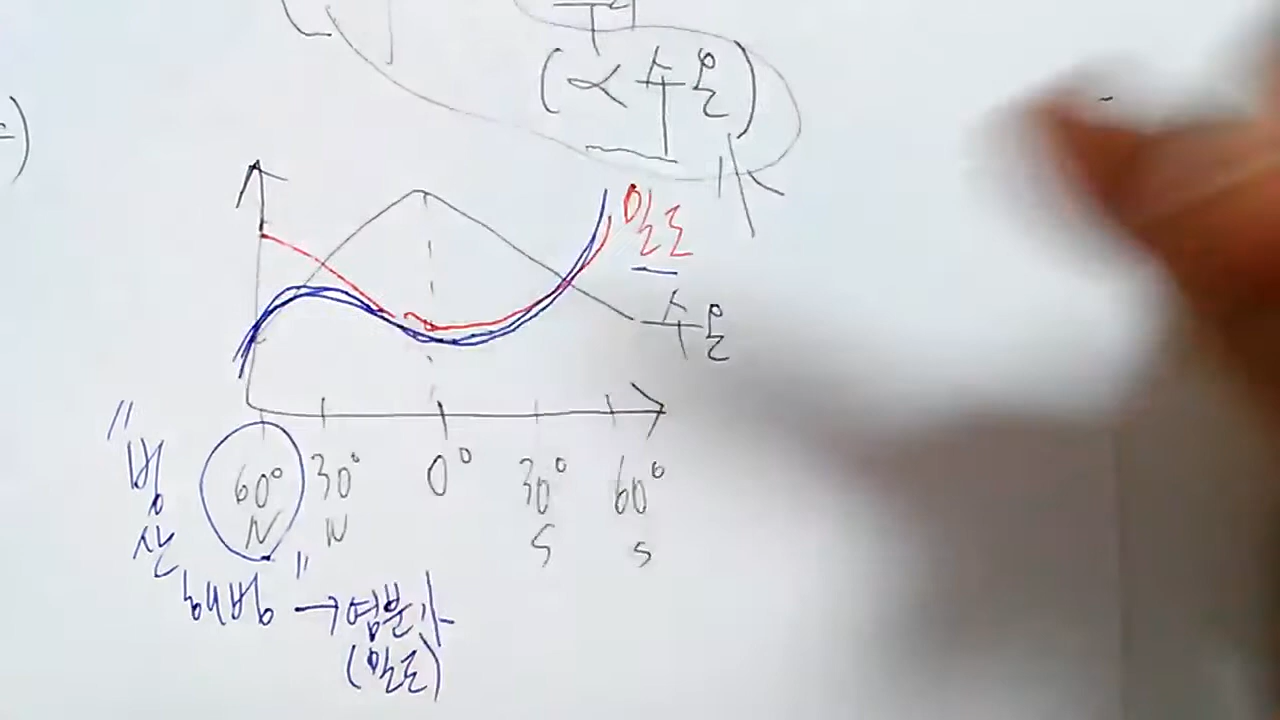 (∝ 수온)
밀도
수온
60° 30° 0° 30° 60°
N N S S
"빙산
해빙" → 염분↓
(밀도)